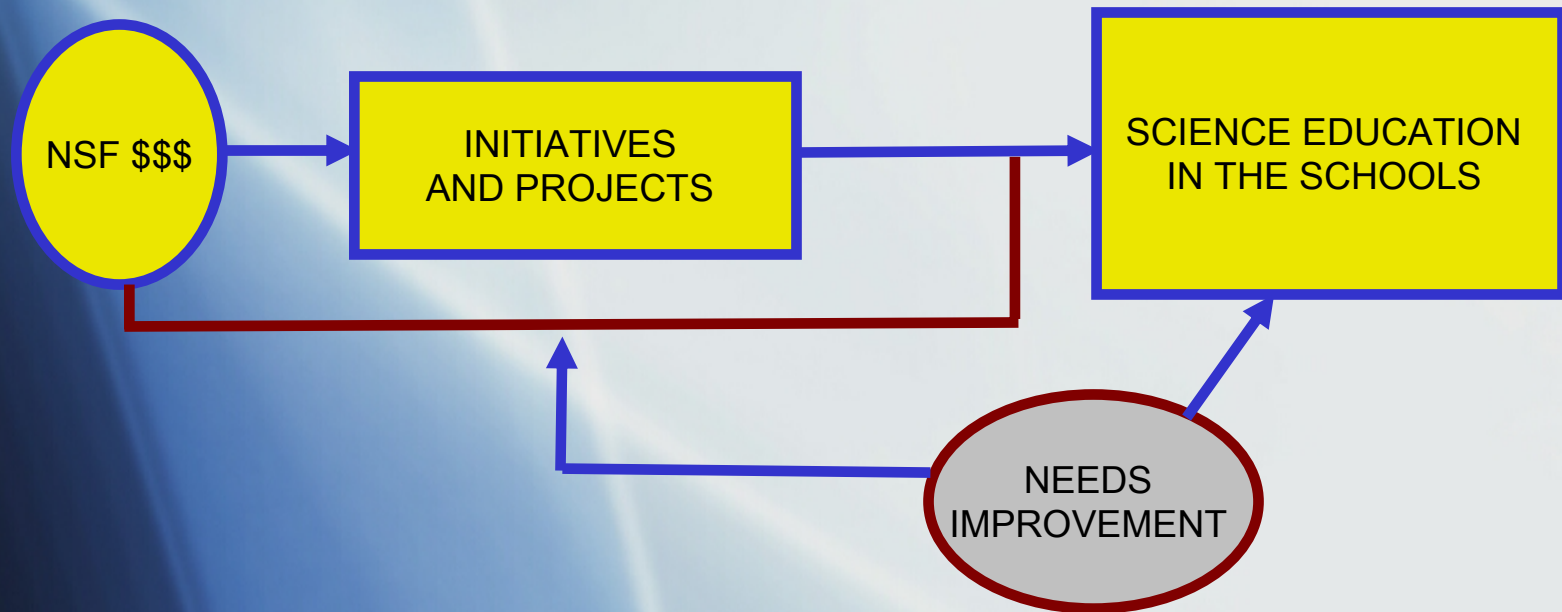 NSF $$$
INITIATIVES
AND PROJECTS
SCIENCE EDUCATION
IN THE SCHOOLS
NEEDS
IMPROVEMENT